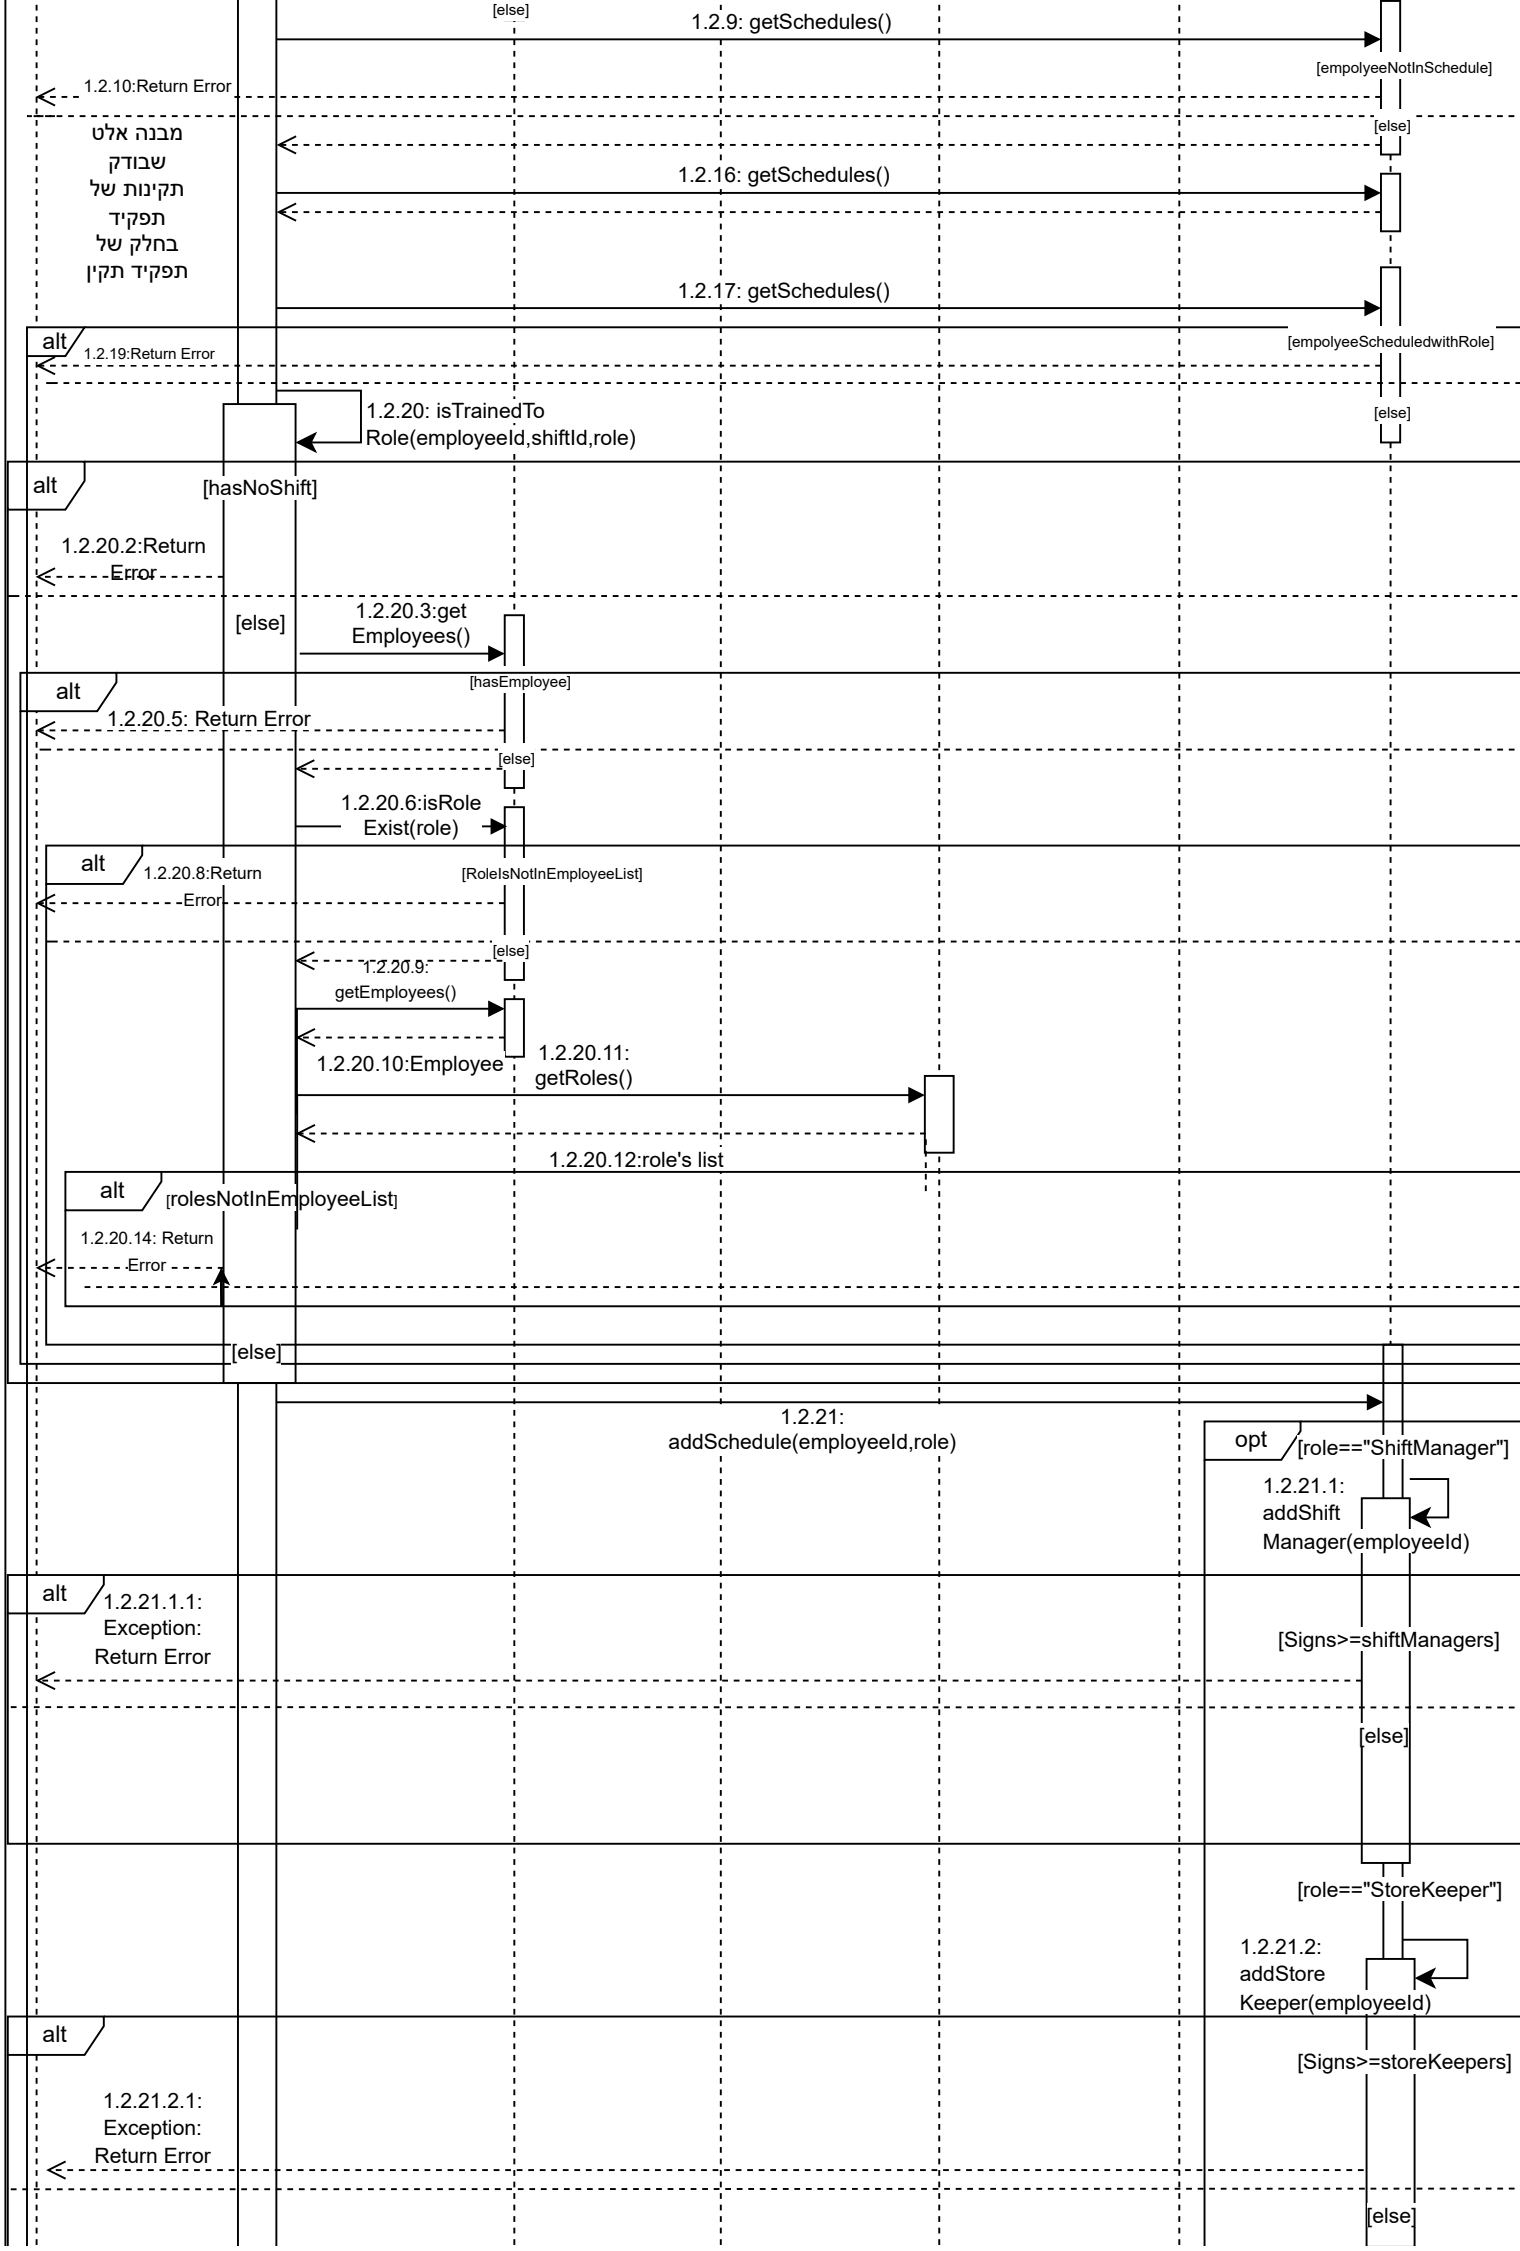 [else]
1.2.9: getSchedules()
[empolyeeNotInSchedule]
1.2.10:Return Error
[else]
מבנה אלט
שבודק
תקינות של
תפקיד
בחלק של
תפקיד תקין
1.2.16: getSchedules()
1.2.17: getSchedules()
alt
[empolyeeScheduledwithRole]
1.2.19:Return Error
[else]
1.2.20: isTrainedTo
Role(employeeId,shiftId,role)
alt
[hasNoShift]
1.2.20.2:Return
Error
[else]
1.2.20.3:get
Employees()
alt
[hasEmployee]
1.2.20.5: Return Error
[else]
1.2.20.6:isRole
Exist(role)
alt
1.2.20.8:Return
Error
[RoleIsNotInEmployeeList]
[else]
1.2.20.9:
getEmployees()
1.2.20.10:Employee
1.2.20.11:
getRoles()
1.2.20.12:role's list
alt
[rolesNotInEmployeeList]
1.2.20.14: Return
Error
[else]
1.2.21:
addSchedule(employeeId,role)
opt
[role=="ShiftManager"]
1.2.21.1:
addShift
Manager(employeeId)
alt
1.2.21.1.1:
Exception:
Return Error
[Signs>=shiftManagers]
[else]
[role=="StoreKeeper"]
1.2.21.2:
addStore
Keeper(employeeId)
alt
[Signs>=storeKeepers]
1.2.21.2.1:
Exception:
Return Error
[else]